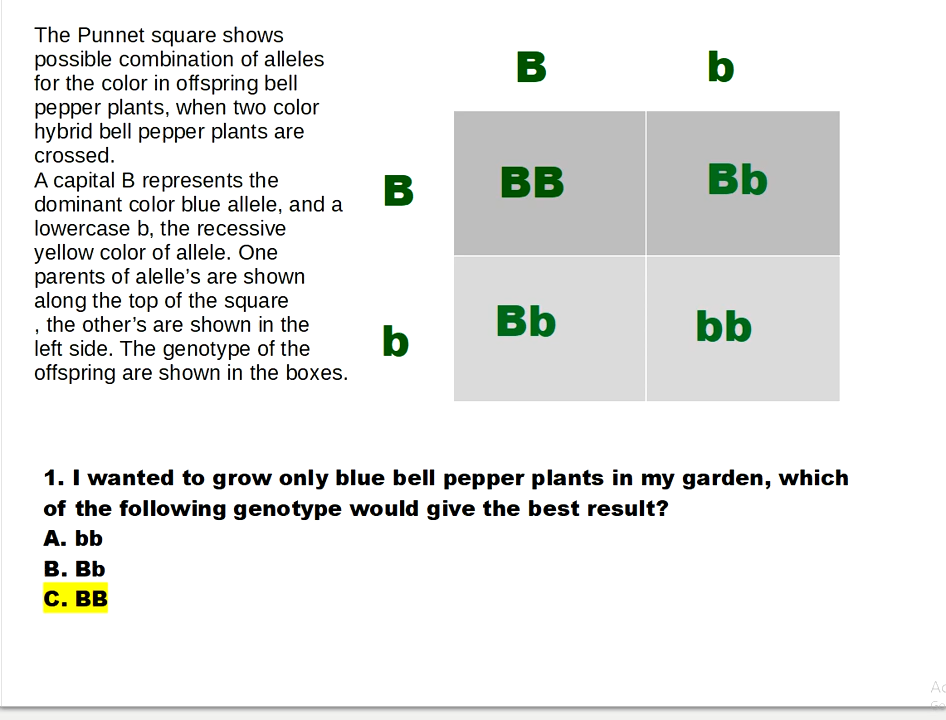 The Punnet square shows
possible combination of alleles
for the color in offspring bell
pepper plants, when two color
hybrid bell pepper plants are
crossed.
A capital B represents the
dominant color blue allele, and a
lowercase b, the recessive
yellow color of allele. One
parents of alelle’s are shown
along the top of the square
, the other’s are shown in the
left side. The genotype of the
offspring are shown in the boxes.
B b
B BB Bb
b Bb bb
1. I wanted to grow only blue bell pepper plants in my garden, which
of the following genotype would give the best result?
A. bb
B. Bb
C. BB